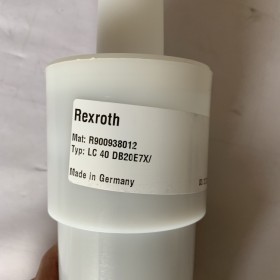 Rexroth
Mat: R900938012
Typ: LC 40 DB20E7X/
Made in Germany